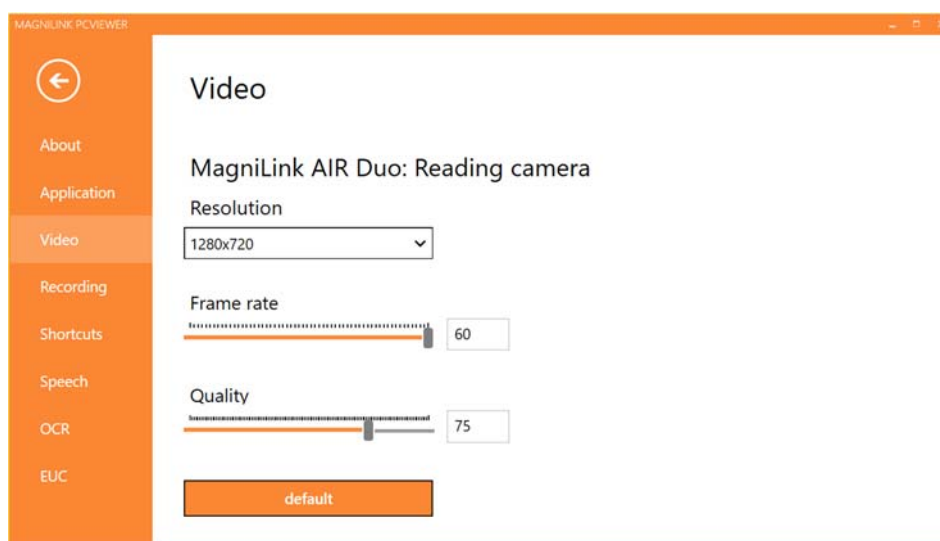 MAGNILINK PCVIEWER
About
Application
Video
Recording
Shortcuts
Speech
OCR
EUC
Video
MagniLink AIR Duo: Reading camera
Resolution
1280x720
Frame rate
60
Quality
75
default